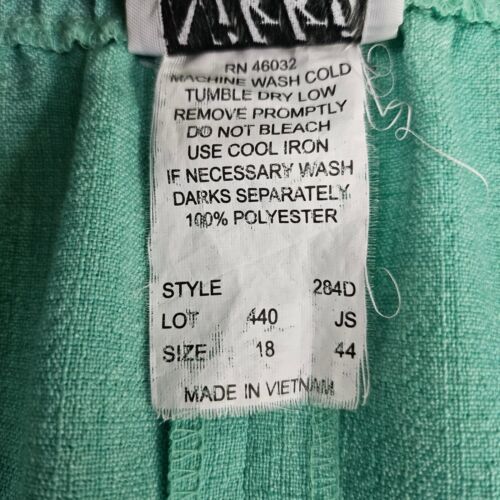 RN 46032
MACHINE WASH COLD
TUMBLE DRY LOW
REMOVE PROMPTLY
DO NOT BLEACH
USE COOL IRON
IF NECESSARY WASH
DARKS SEPARATELY
100% POLYESTER
STYLE 284D
LOT 440 JS
SIZE 18 44
MADE IN VIETNAM